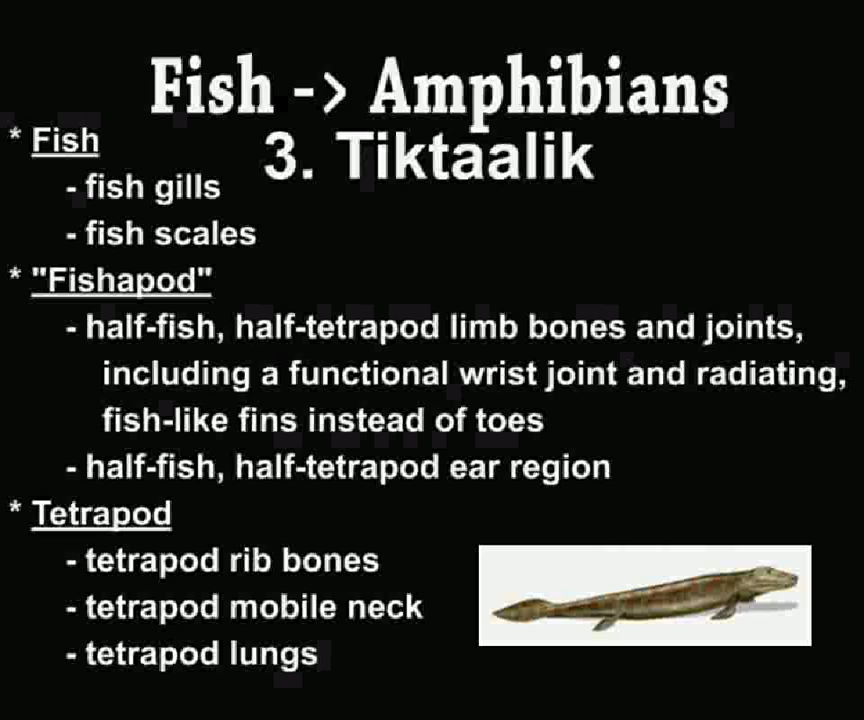 Fish -> Amphibians
3. Tiktaalik
* Fish
- fish gills
- fish scales
* "Fishapod"
- half-fish, half-tetrapod limb bones and joints,
including a functional wrist joint and radiating,
fish-like fins instead of toes
- half-fish, half-tetrapod ear region
* Tetrapod
- tetrapod rib bones
- tetrapod mobile neck
- tetrapod lungs